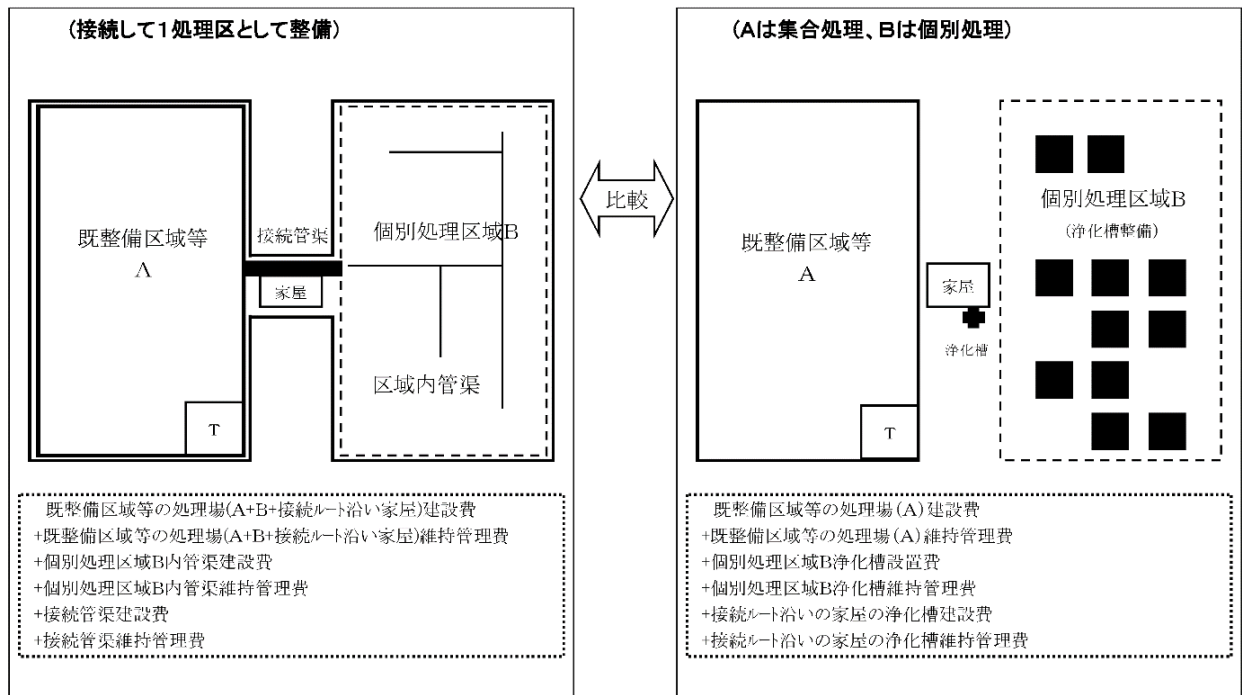 (接続して1処理区として整備)
既整備区域等
A
接続管渠
家屋
個別処理区域B
区域内管渠
T
既整備区域等の処理場(A+B+接続ルート沿い家屋)建設費
+既整備区域等の処理場(A+B+接続ルート沿い家屋)維持管理費
+個別処理区域B内管渠建設費
+個別処理区域B内管渠維持管理費
+接続管渠建設費
+接続管渠維持管理費
比較
(Aは集合処理、Bは個別処理)
既整備区域等
A
家屋
浄化槽
個別処理区域B
(浄化槽整備)
T
既整備区域等の処理場(A)建設費
+既整備区域等の処理場(A)維持管理費
+個別処理区域B浄化槽設置費
+個別処理区域B浄化槽維持管理費
+接続ルート沿いの家屋の浄化槽建設費
+接続ルート沿いの家屋の浄化槽維持管理費